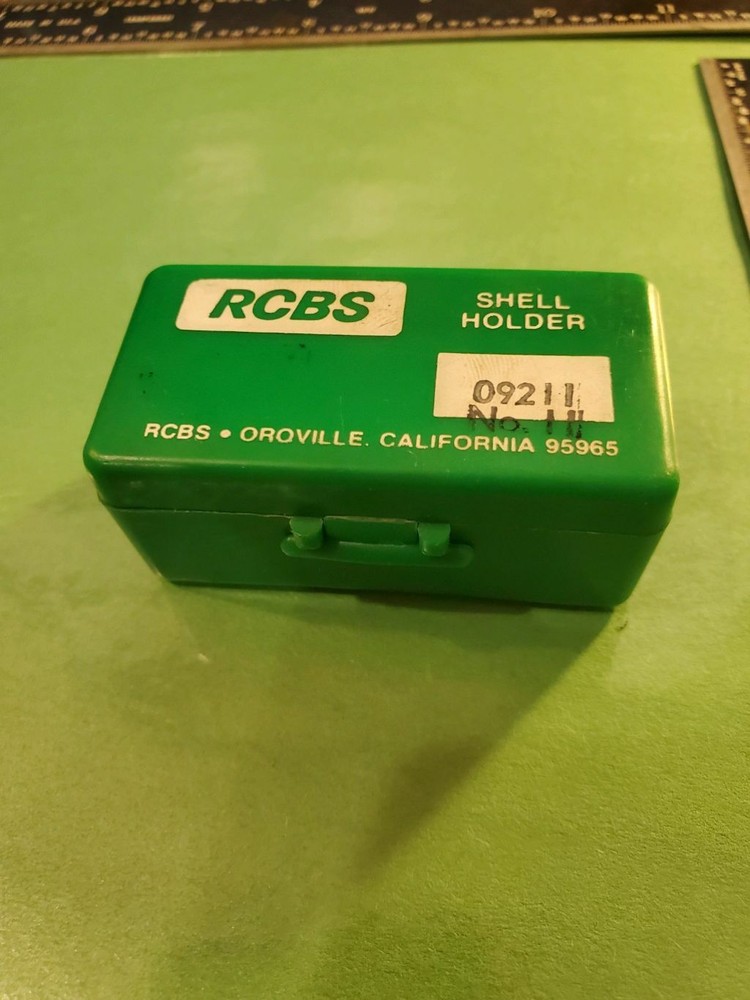 RCBS
SHELL
HOLDER
09211
No. 11
RCBS • OROVILLE. CALIFORNIA 95965